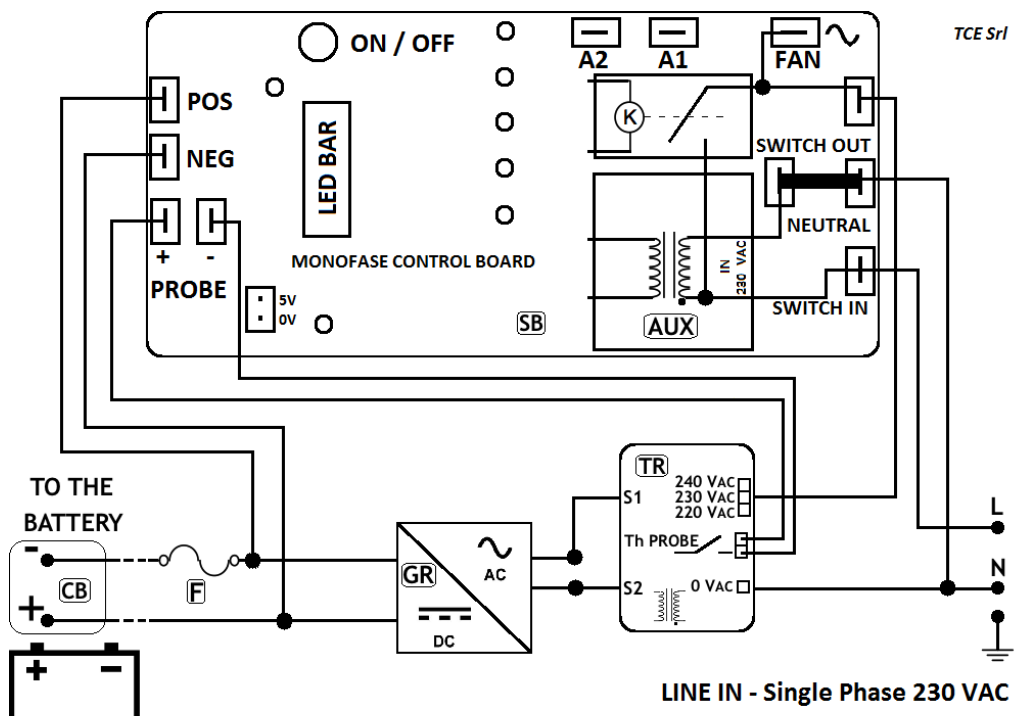 ON / OFF
A2
A1
FAN
TCE Srl
POS
K
NEG
LED BAR
SWITCH OUT
NEUTRAL
+
-
PROBE
MONOFASE CONTROL BOARD
IN
230 VAC
5V
0V
SB
AUX
SWITCH IN
TO THE
BATTERY
TR
240 VAC
S1
230 VAC
220 VAC
L
Th PROBE
-
CB
F
GR
AC
N
+
S2
0 VAC
DC
+
-
LINE IN - Single Phase 230 VAC